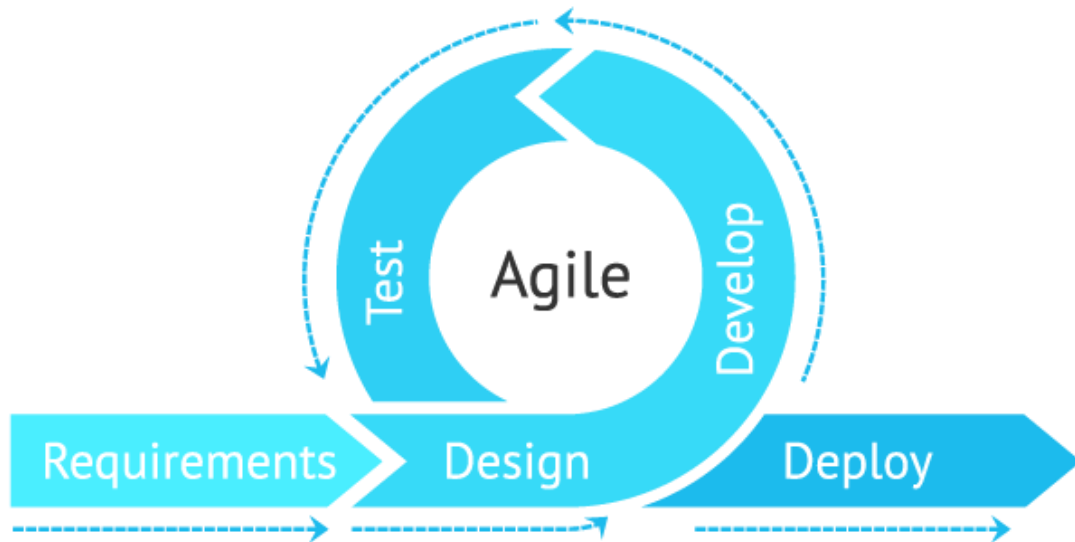 Requirements
Design
Develop
Test
Agile
Deploy